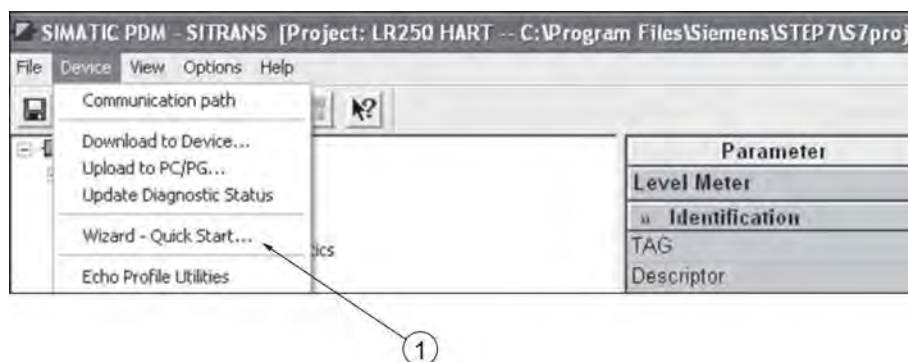 SIMATIC PDM - SITRANS [Project: LR250 HART -- C:\Program Files\Siemens\STEP7\S7proj
File Device View Options Help
Communication path
Download to Device...
Upload to PC/PG...
Update Diagnostic Status
Wizard - Quick Start...
Echo Profile Utilities
tics
Parameter
Level Meter
» Identification
TAG
Descriptor
1